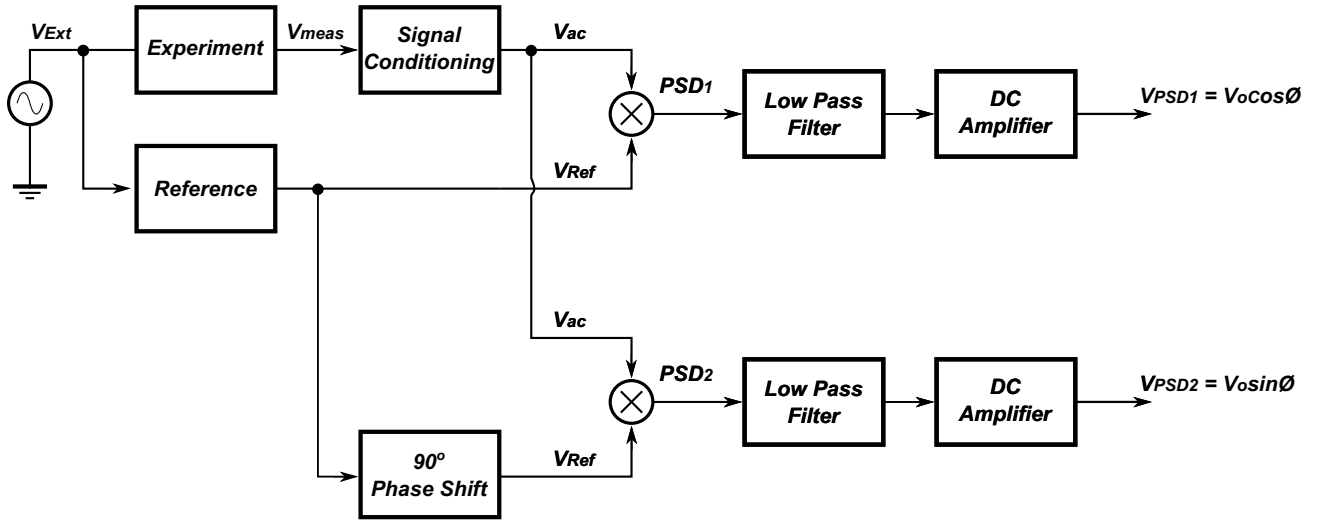 VExt
Experiment
Vmeas
Signal
Conditioning
Vac
PSD1
Low Pass
Filter
DC
Amplifier
VPSD1 = VoCosØ
Reference
VRef
Vac
PSD2
Low Pass
Filter
DC
Amplifier
VPSD2 = VosinØ
90o
Phase Shift
VRef